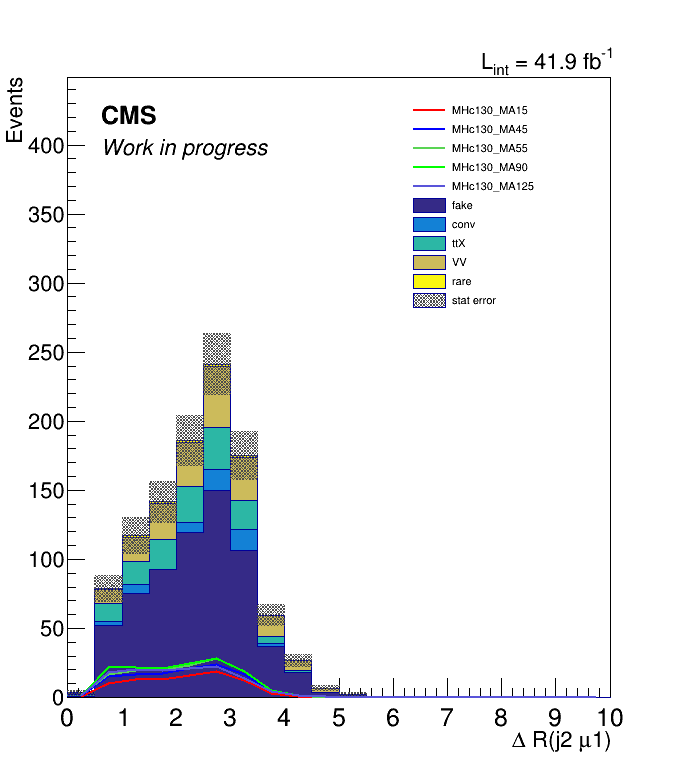 L_int = 41.9 fb^-1
Events
CMS
Work in progress
MHc130_MA15
MHc130_MA45
MHc130_MA55
MHc130_MA90
MHc130_MA125
fake
conv
ttX
VV
rare
stat error
400
350
300
250
200
150
100
50
0
0 1 2 3 4 5 6 7 8 9 10
Δ R(j2 μ1)